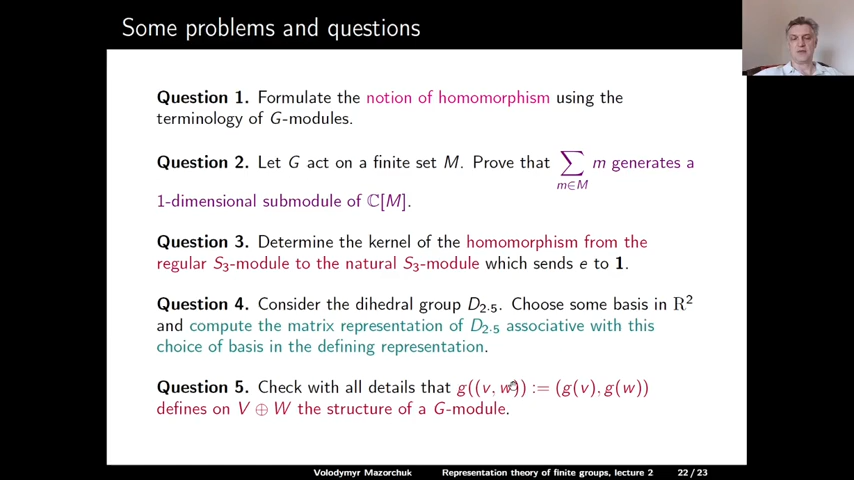 Some problems and questions
Question 1. Formulate the notion of homomorphism using the
terminology of G-modules.
Question 2. Let G act on a finite set M. Prove that ∑ m generates a
m∈M
1-dimensional submodule of ℂ[M].
Question 3. Determine the kernel of the homomorphism from the
regular S₃-module to the natural S₃-module which sends e to 1.
Question 4. Consider the dihedral group D₂.₅. Choose some basis in R²
and compute the matrix representation of D₂.₅ associative with this
choice of basis in the defining representation.
Question 5. Check with all details that g((v, w)) := (g(v), g(w))
defines on V ⊕ W the structure of a G-module.
Volodymyr Mazorchuk Representation theory of finite groups, lecture 2 22/23